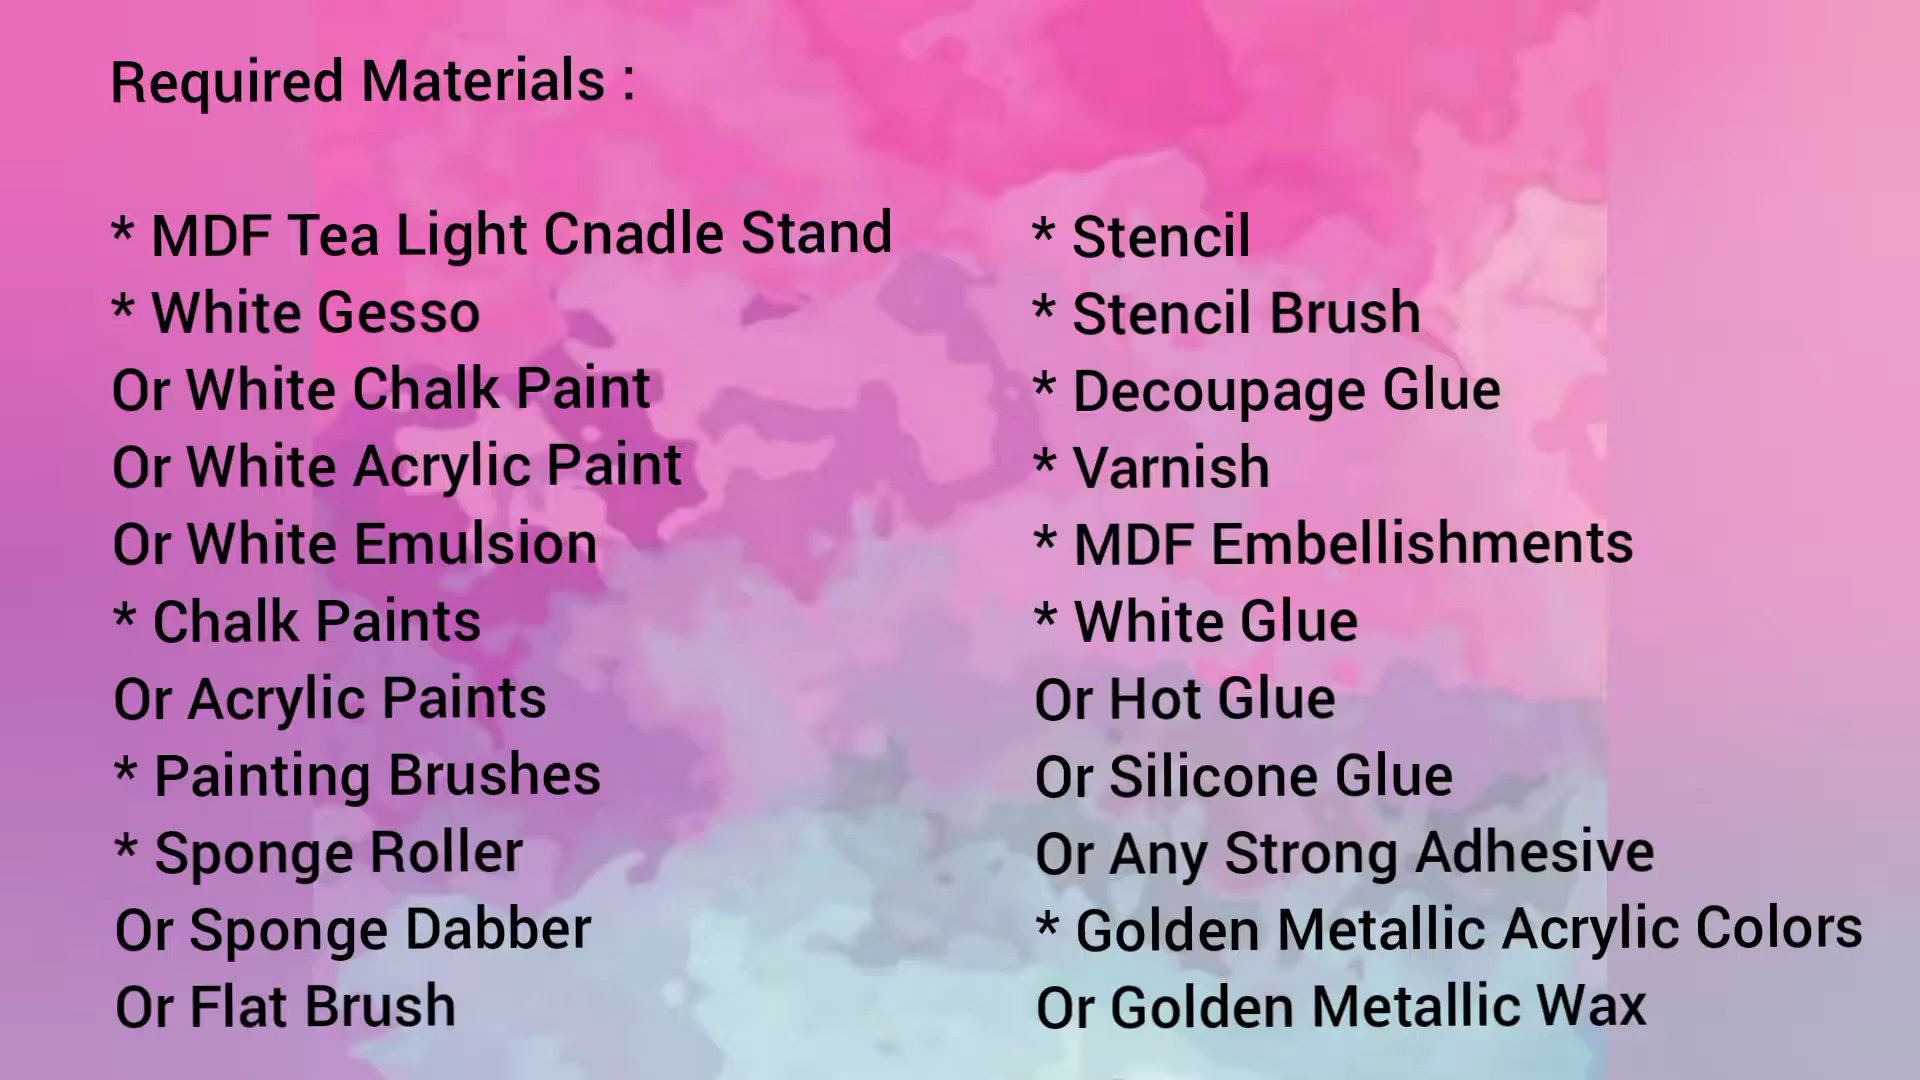 Required Materials :
* MDF Tea Light Cnadle Stand
* White Gesso
Or White Chalk Paint
Or White Acrylic Paint
Or White Emulsion
* Chalk Paints
Or Acrylic Paints
* Painting Brushes
* Sponge Roller
Or Sponge Dabber
Or Flat Brush
* Stencil
* Stencil Brush
* Decoupage Glue
* Varnish
* MDF Embellishments
* White Glue
Or Hot Glue
Or Silicone Glue
Or Any Strong Adhesive
* Golden Metallic Acrylic Colors
Or Golden Metallic Wax